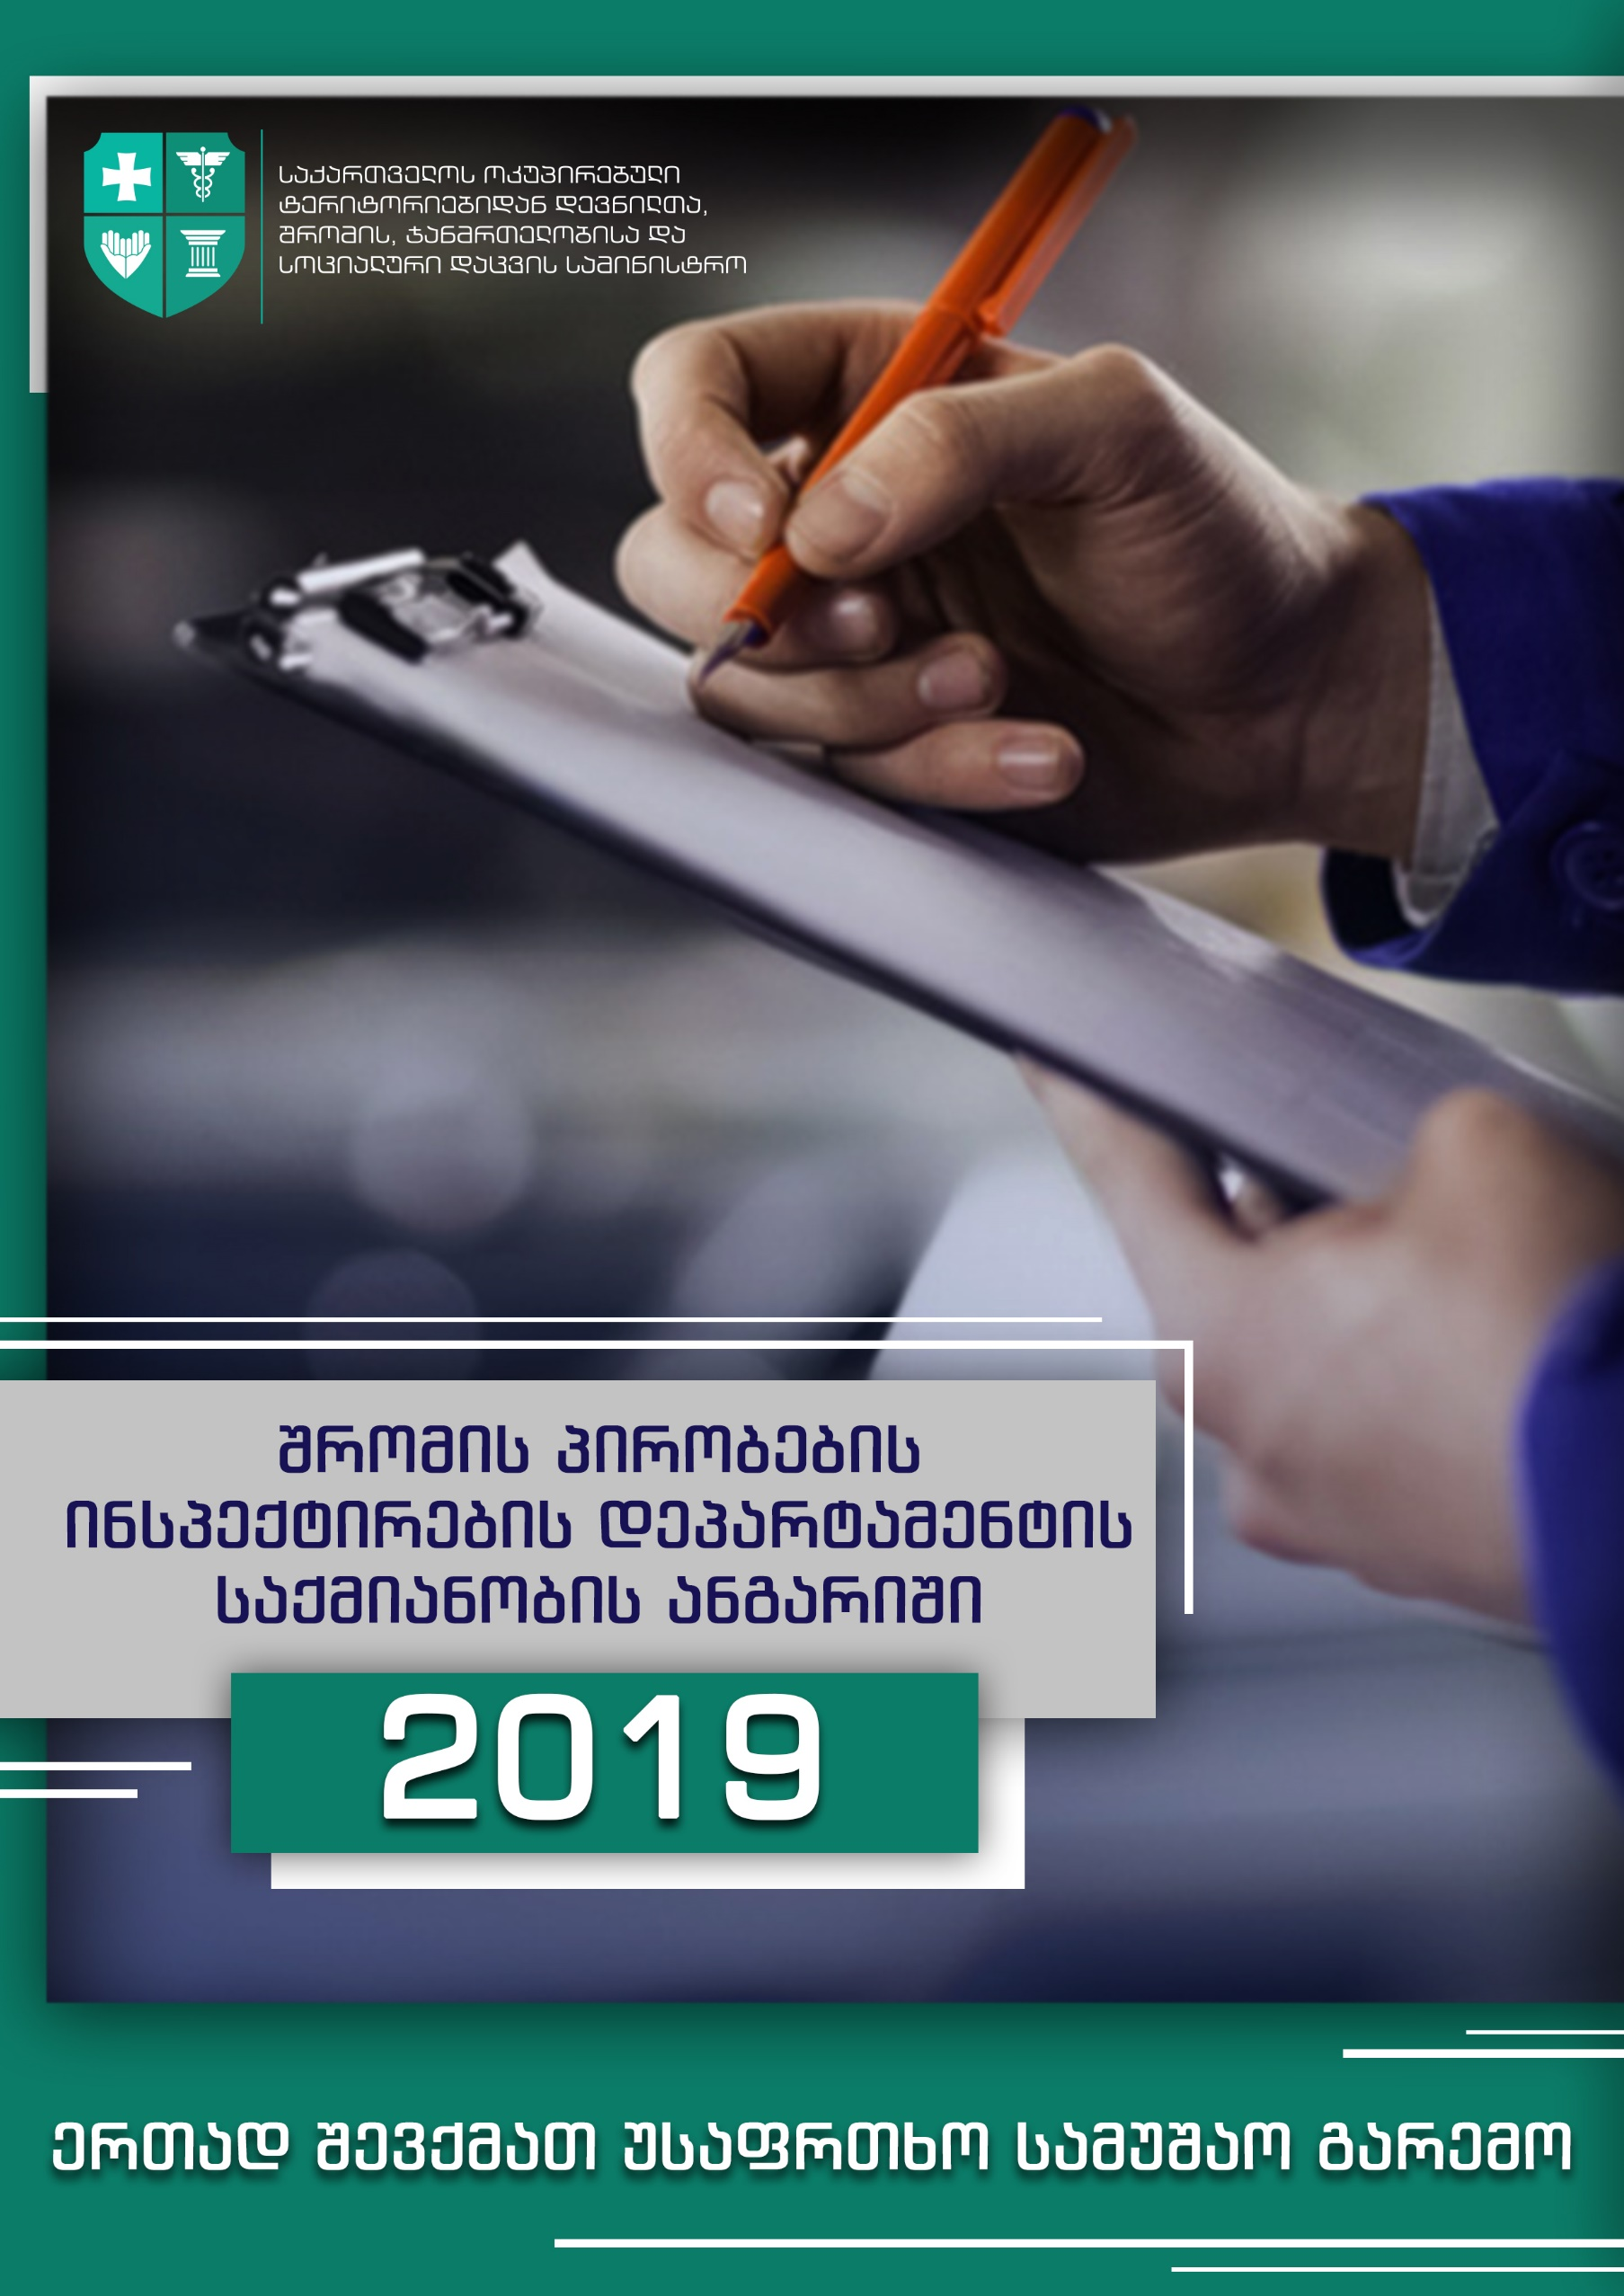 საქართველოს ოკუპირებული
ტერიტორიებიდან დევნილთა,
შრომის, ჯანმრთელობისა და
სოციალური დაცვის სამინისტრო
შრომის პირობების
ინსპექტირების დეპარტამენტის
საქმიანობის ანგარიში
2019
ერთად შევქმათ უსაფრთხო სამუშაო გარემო